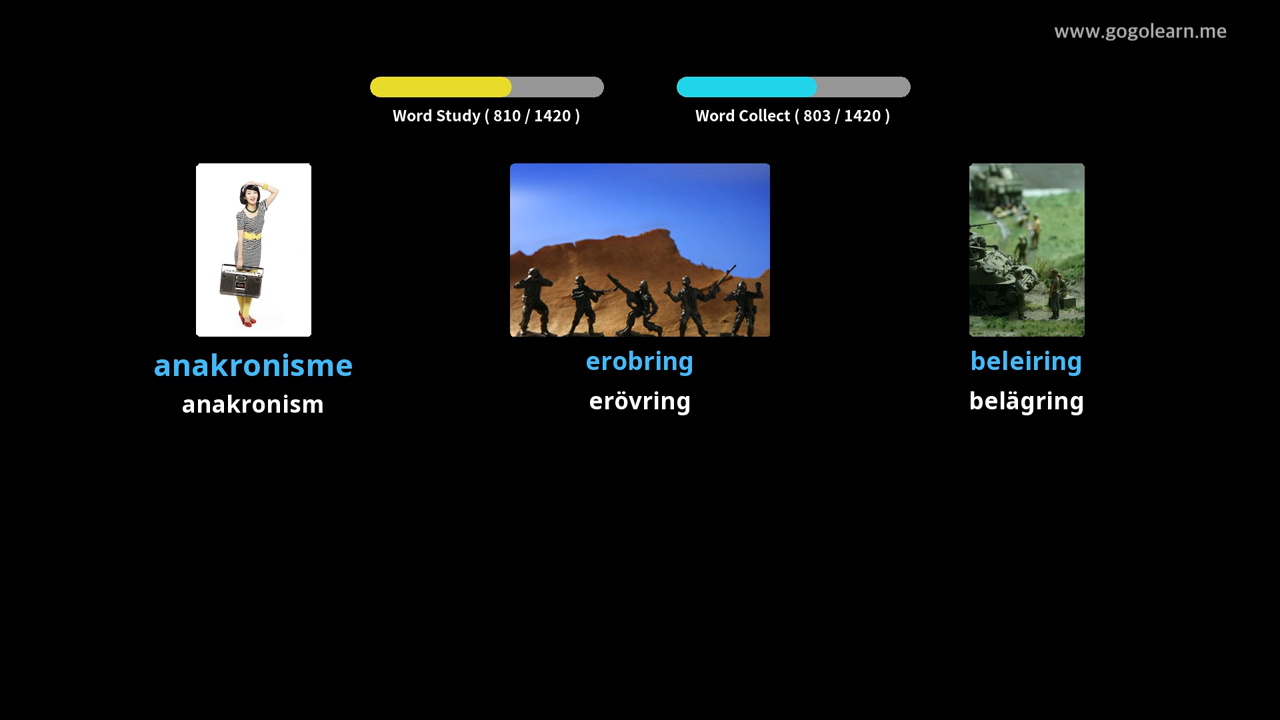 www.gogolearn.me
Word Study ( 810 / 1420 )
Word Collect ( 803 / 1420 )
anakronisme
anakronism
erobring
erövring
beleiring
belägring